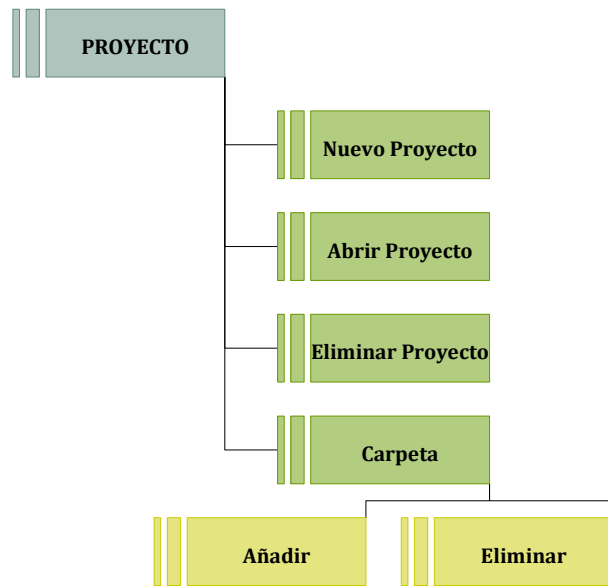 PROYECTO
Nuevo Proyecto
Abrir Proyecto
Eliminar Proyecto
Carpeta
Añadir
Eliminar